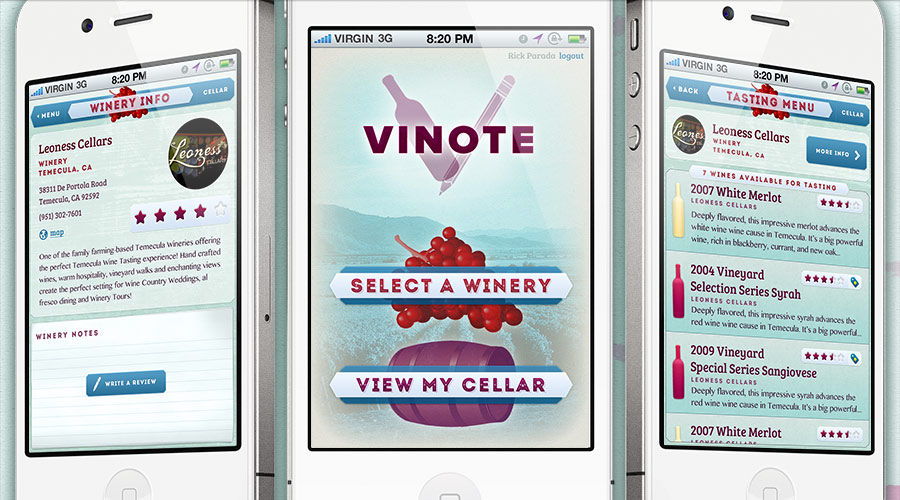 VIRGIN 3G
8:20 PM
MENU
WINERY INFO
CELLAR
Leoness Cellars
WINERY
TEMECULA, CA
Leoness
38311 De Portola Road
Temecula, CA 92592
(951) 302-7601
map
One of the family farming-based Temecula Wineries offering
the perfect Temecula Wine Tasting experience! Hand crafted
wines, warm hospitality, vineyard walks and enchanting views
create the perfect setting for Wine Country Weddings, al
fresco dining and Winery Tours!
WINERY NOTES
WRITE A REVIEW
VIRGIN 3G
8:20 PM
Rick Parada logout
VINOTE
SELECT A WINERY
VIEW MY CELLAR
VIRGIN 3G
8:20 PM
BACK
TASTING MENU
CELLAR
Leoness
Leoness Cellars
WINERY
TEMECULA, CA
MORE INFO
7 WINES AVAILABLE FOR TASTING
2007 White Merlot
LEONESS CELLARS
Deeply flavored, this impressive merlot advances the
white wine wine cause in Temecula. It's a big powerful
wine, rich in blackberry, currant, and new oak..
2004 Vineyard
Selection Series Syrah
LEONESS CELLARS
Deeply flavored, this impressive syrah advances the
red wine wine cause in Temecula. It's a big powerful...
2009 Vineyard
Special Series Sangiovese
LEONESS CELLARS
Deeply flavored, this impressive syrah advances the
red wine wine cause in Temecula. It's a big powerful...
2007 White Merlot
LEONESS CELLARS